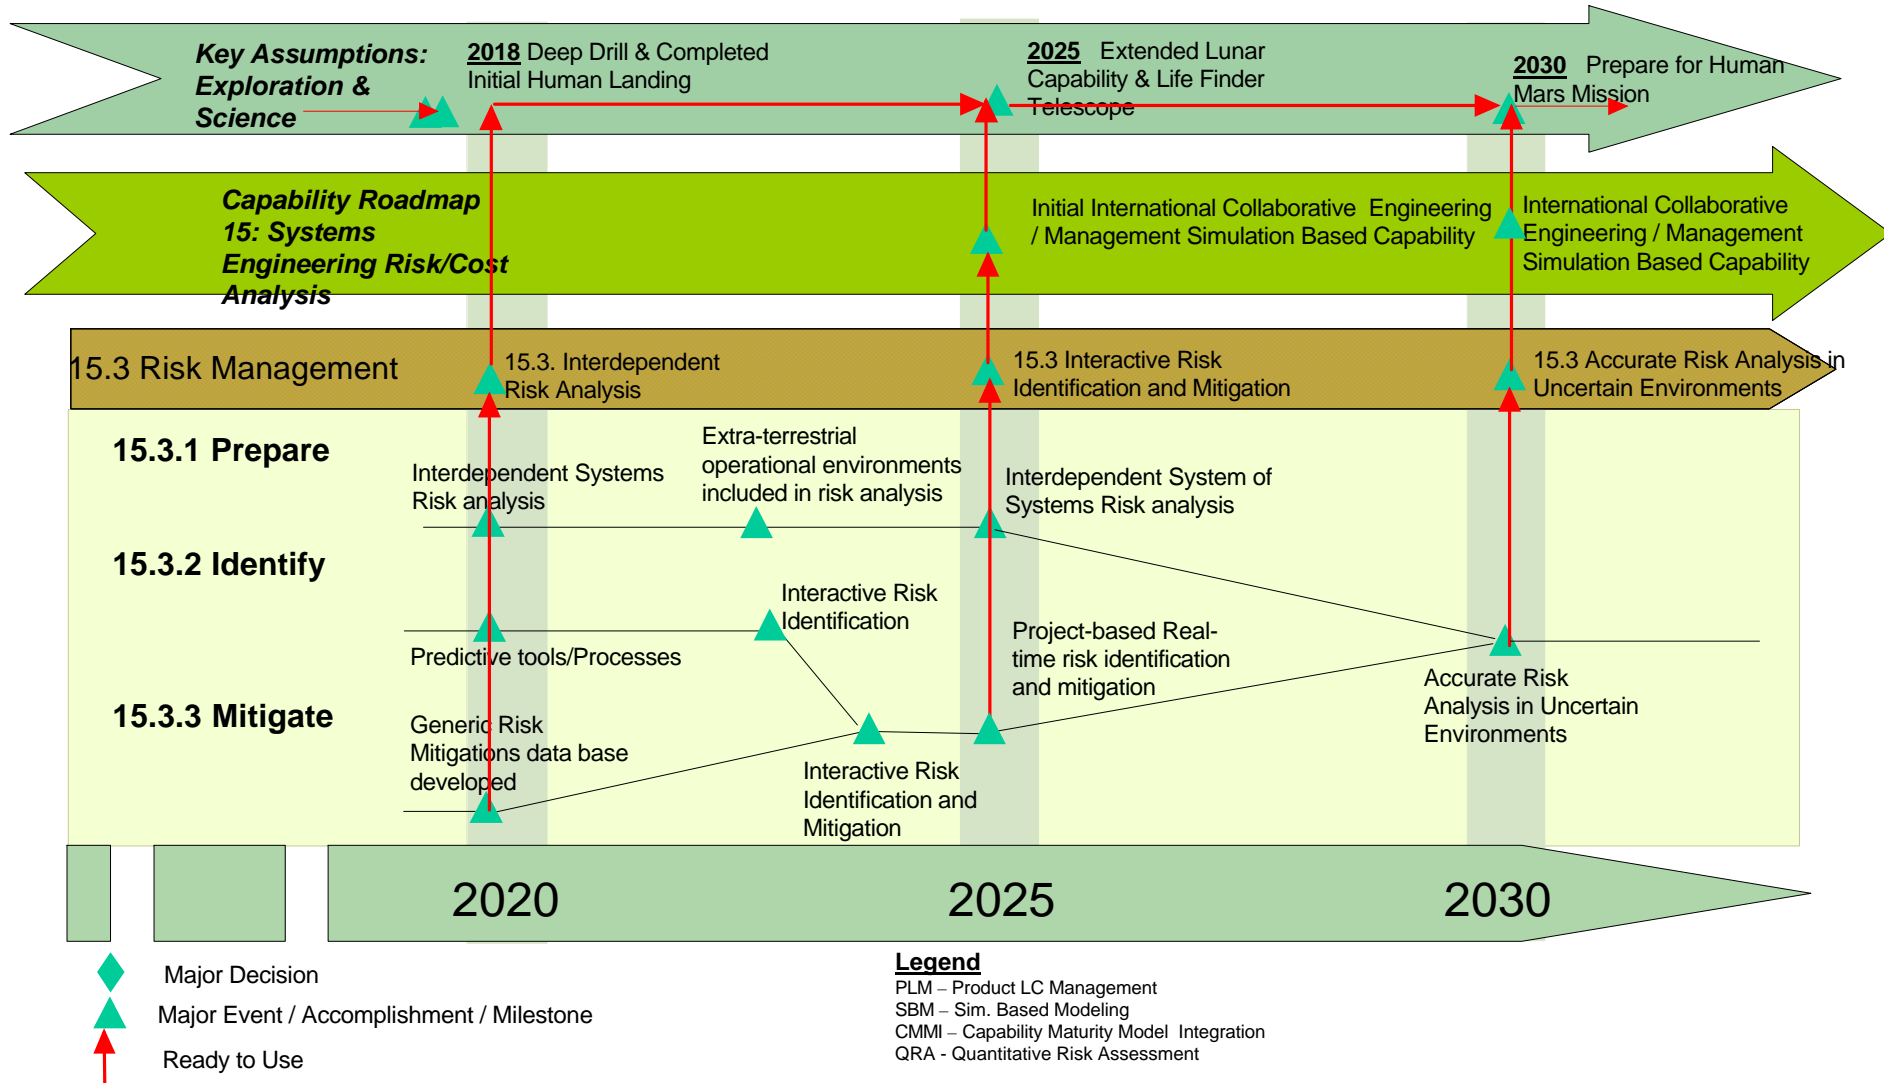 Key Assumptions:
Exploration &
Science
2018 Deep Drill & Completed
Initial Human Landing
2025 Extended Lunar
Capability & Life Finder
Telescope
2030 Prepare for Human
Mars Mission
Capability Roadmap
15: Systems
Engineering Risk/Cost
Analysis
Initial International Collaborative Engineering
/ Management Simulation Based Capability
International Collaborative
Engineering / Management
Simulation Based Capability
15.3 Risk Management
15.3. Interdependent
Risk Analysis
15.3 Interactive Risk
Identification and Mitigation
15.3 Accurate Risk Analysis in
Uncertain Environments
15.3.1 Prepare
Interdependent Systems
Risk analysis
Extra-terrestrial
operational environments
included in risk analysis
Interdependent System of
Systems Risk analysis
15.3.2 Identify
Predictive tools/Processes
Interactive Risk
Identification
Project-based Real-
time risk identification
and mitigation
Accurate Risk
Analysis in Uncertain
Environments
15.3.3 Mitigate
Generic Risk
Mitigations data base
developed
Interactive Risk
Identification and
Mitigation
2020
2025
2030
Major Decision
Major Event / Accomplishment / Milestone
Ready to Use
Legend
PLM – Product LC Management
SBM – Sim. Based Modeling
CMMI – Capability Maturity Model Integration
QRA - Quantitative Risk Assessment